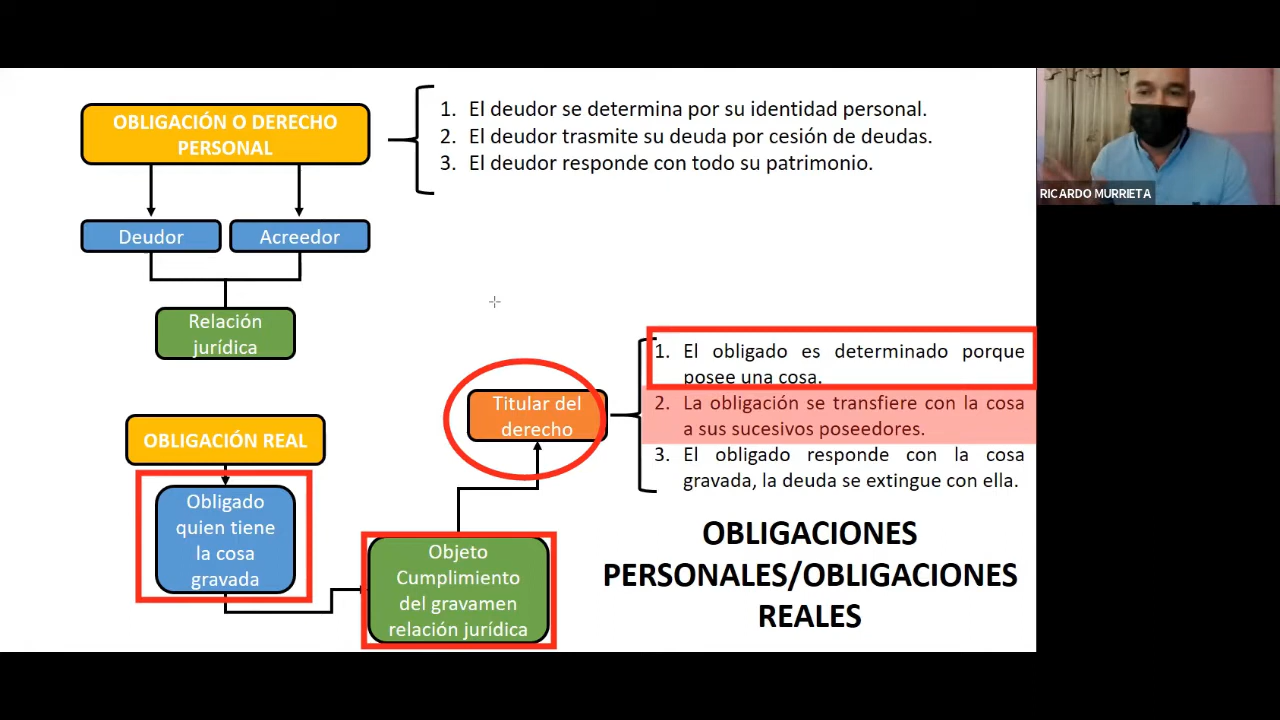 OBLIGACIÓN O DERECHO
PERSONAL
1. El deudor se determina por su identidad personal.
2. El deudor trasmite su deuda por cesión de deudas.
3. El deudor responde con todo su patrimonio.
RICARDO MURRIETA
Deudor
Acreedor
Relación
jurídica
Titular del
derecho
1. El obligado es determinado porque
posee una cosa.
2. La obligación se transfiere con la cosa
a sus sucesivos poseedores.
3. El obligado responde con la cosa
gravada, la deuda se extingue con ella.
OBLIGACIÓN REAL
Obligado
quien tiene
la cosa
gravada
Objeto
Cumplimiento
del gravamen
relación jurídica
OBLIGACIONES
PERSONALES/OBLIGACIONES
REALES